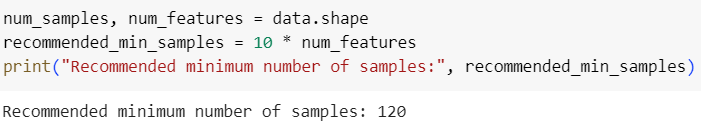 num_samples, num_features = data.shape
recommended_min_samples = 10 * num_features
print("Recommended minimum number of samples:", recommended_min_samples)
Recommended minimum number of samples: 120